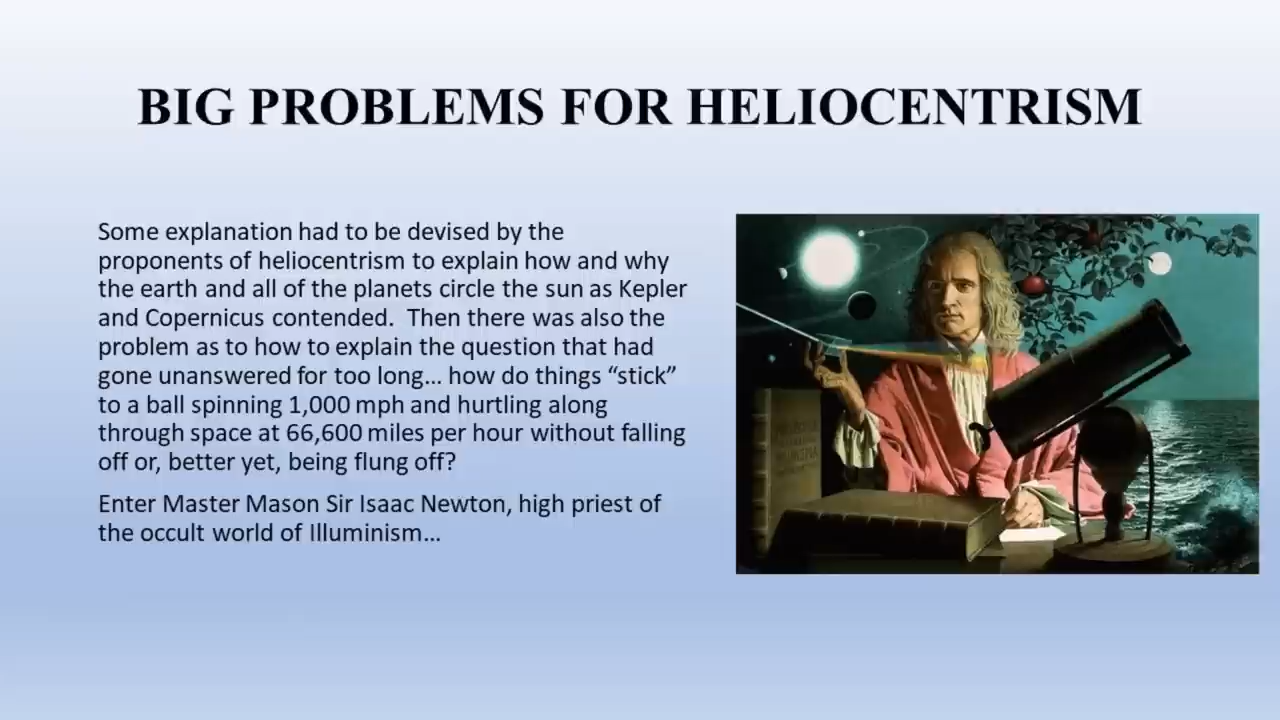 BIG PROBLEMS FOR HELIOCENTRISM
Some explanation had to be devised by the
proponents of heliocentrism to explain how and why
the earth and all of the planets circle the sun as Kepler
and Copernicus contended.  Then there was also the
problem as to how to explain the question that had
gone unanswered for too long… how do things “stick”
to a ball spinning 1,000 mph and hurtling along
through space at 66,600 miles per hour without falling
off or, better yet, being flung off?
Enter Master Mason Sir Isaac Newton, high priest of
the occult world of Illuminism…